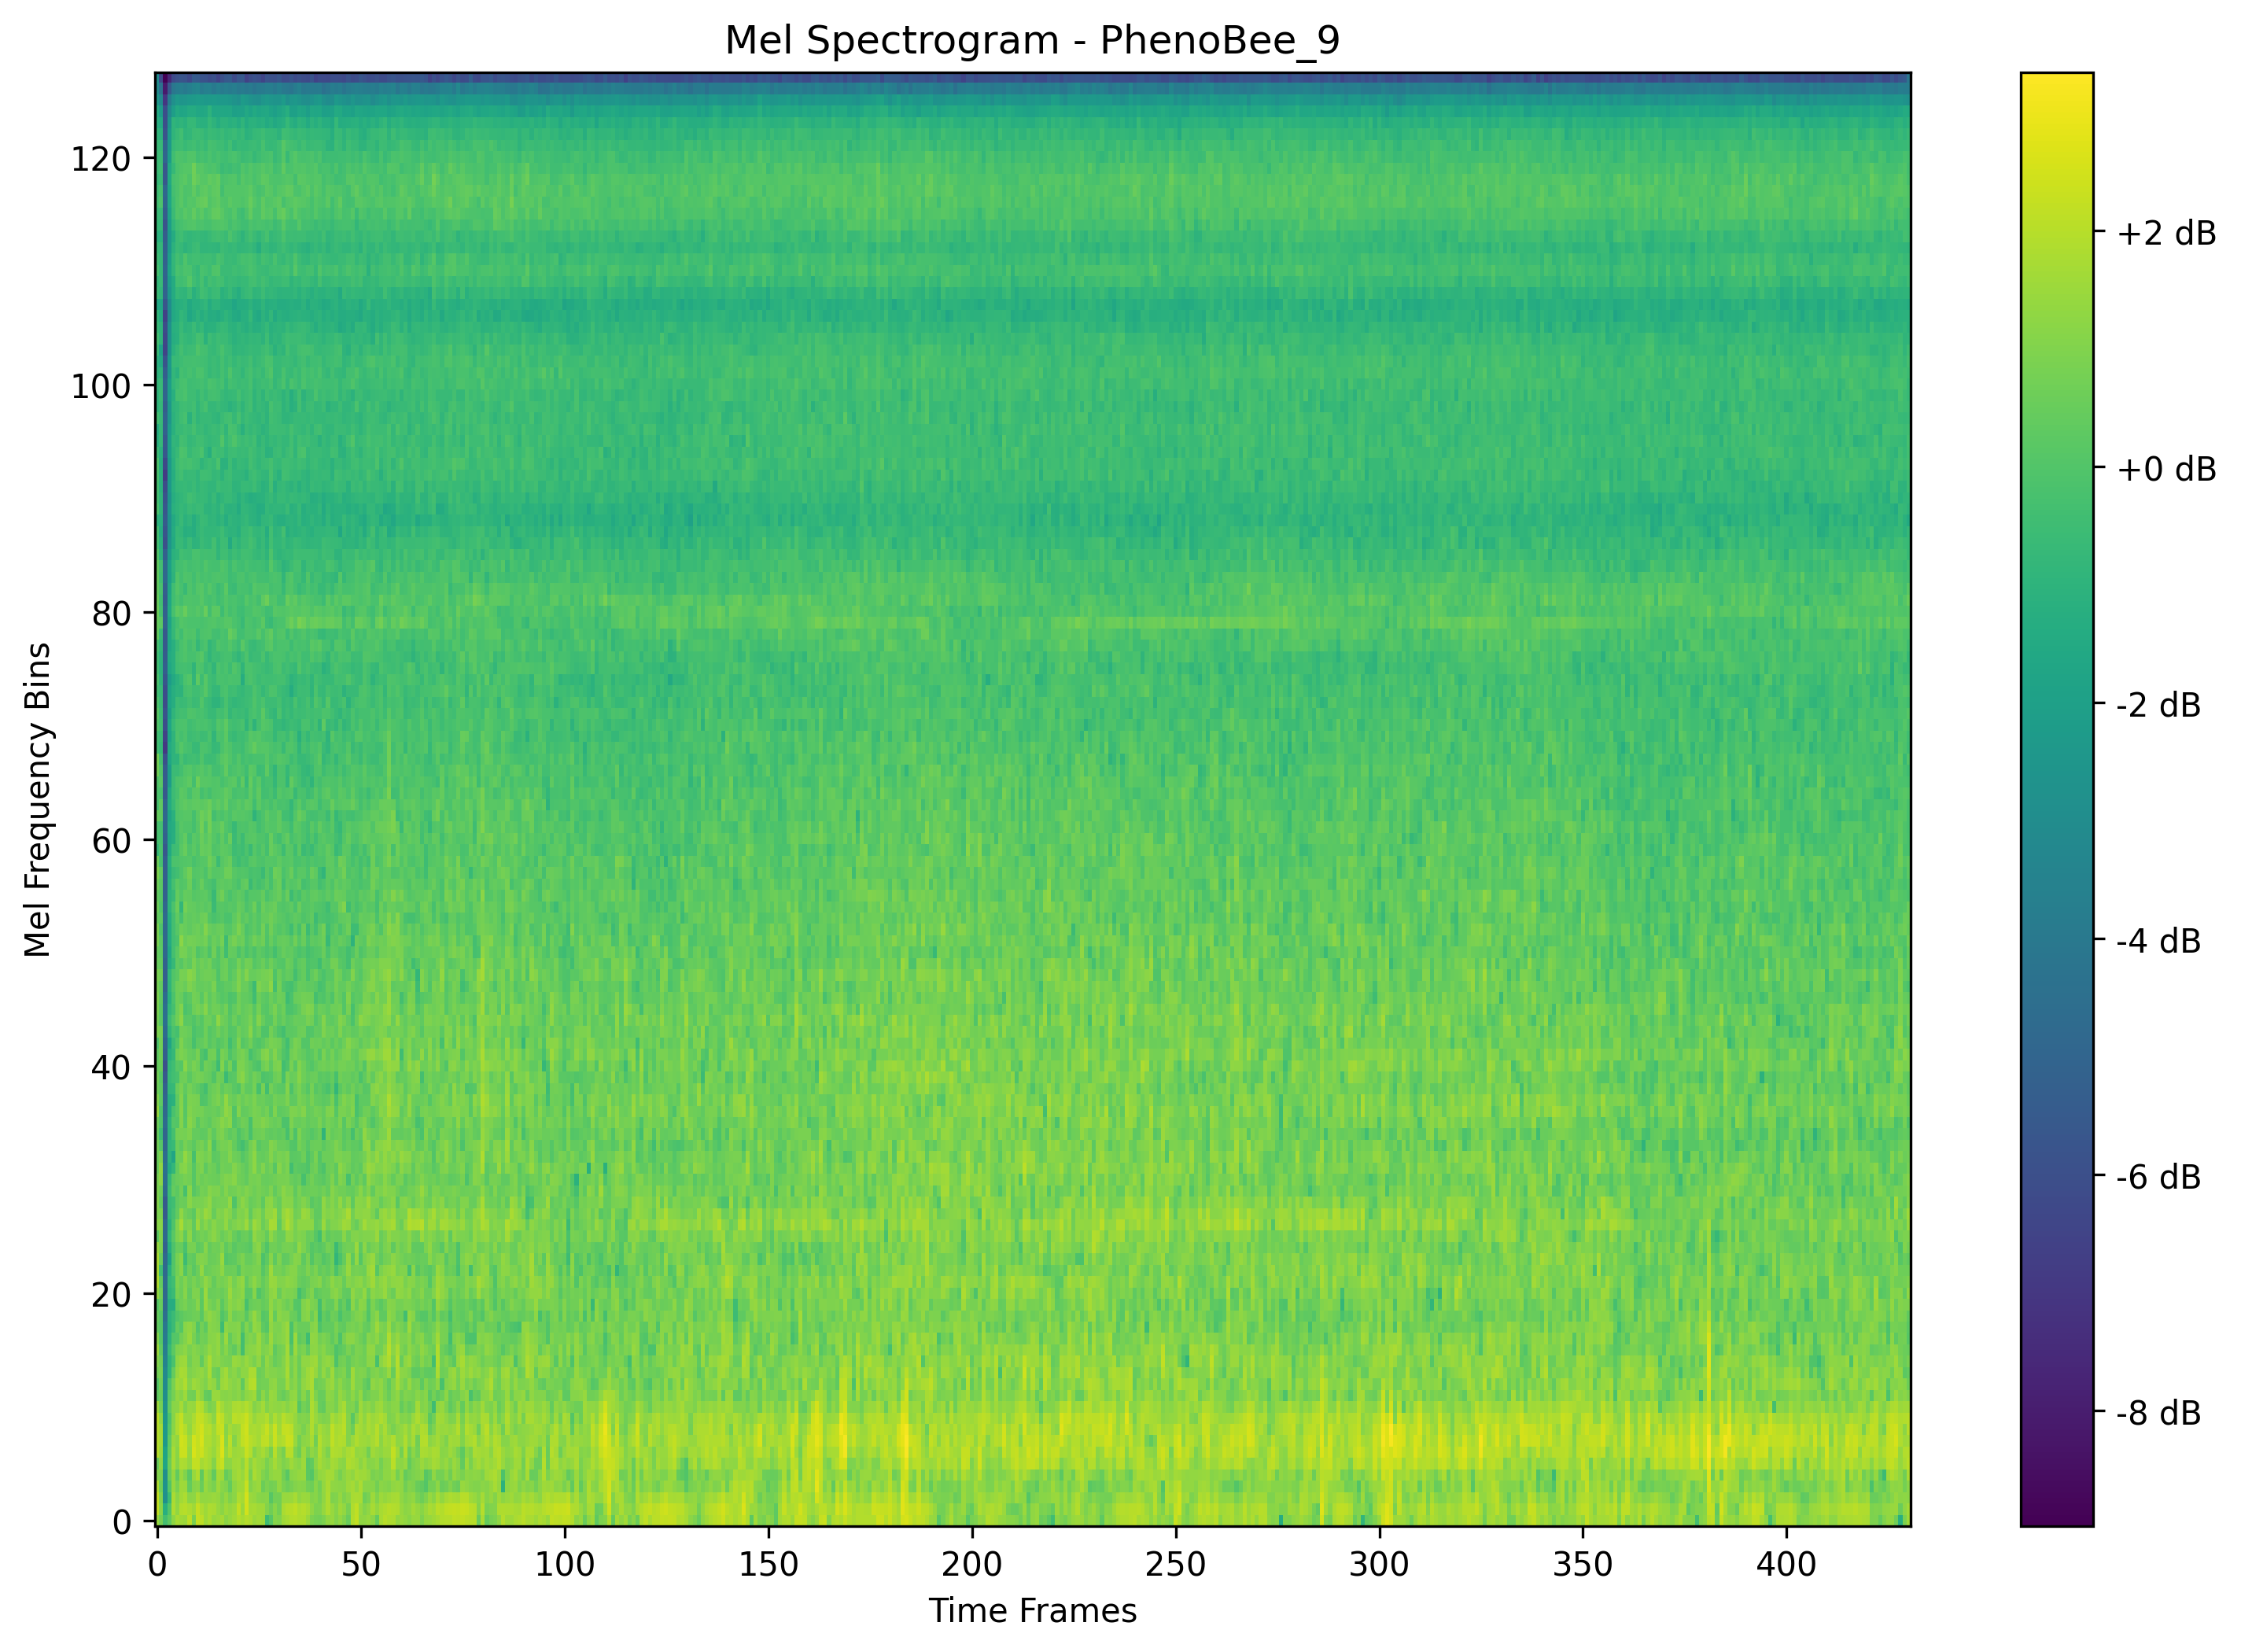 Mel Spectrogram - PhenoBee_9
Mel Frequency Bins
120
100
80
60
40
20
0
0 50 100 150 200 250 300 350 400
Time Frames
+2 dB
+0 dB
-2 dB
-4 dB
-6 dB
-8 dB